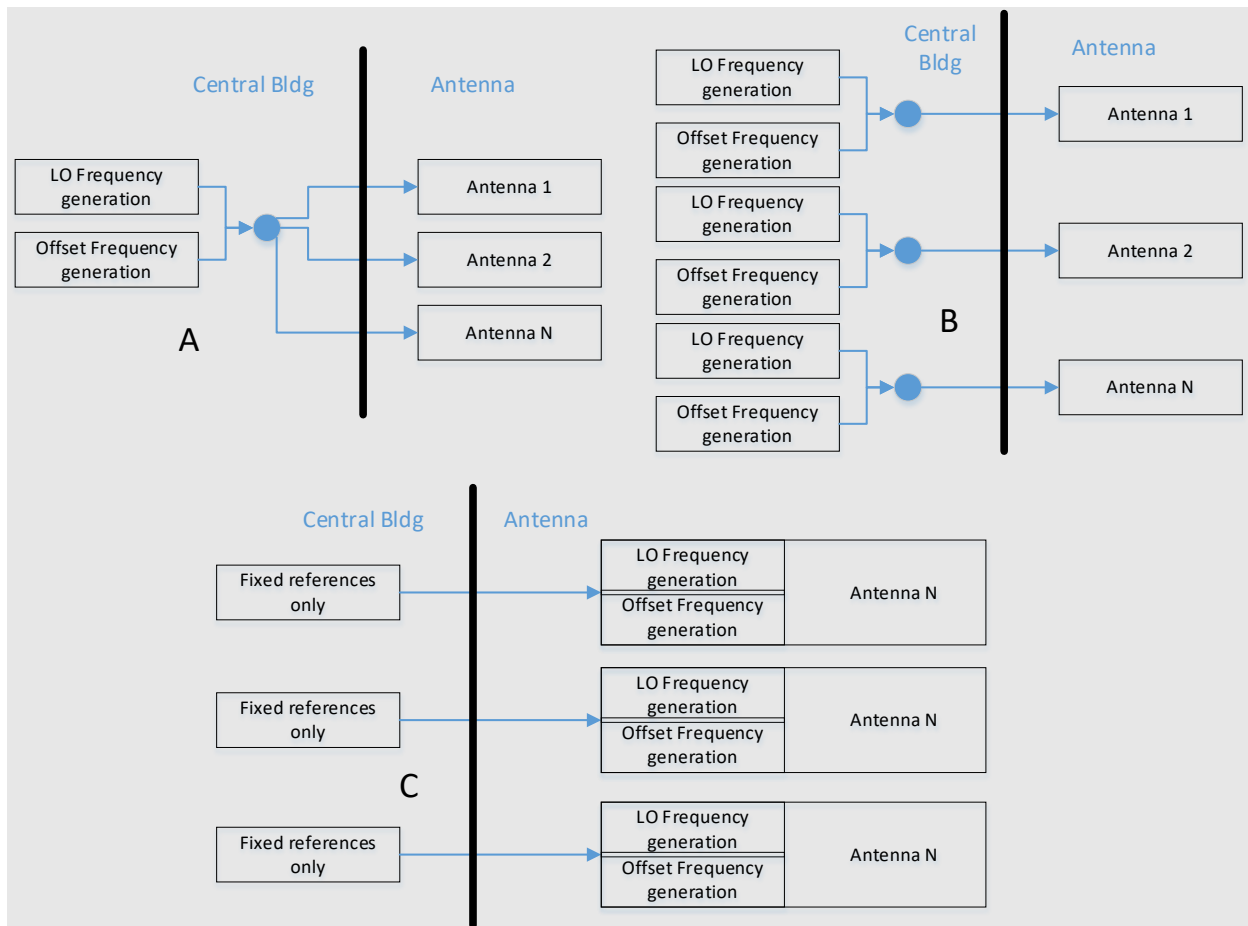 Central Bldg
Antenna
LO Frequency
generation
Offset Frequency
generation
Antenna 1
Antenna 2
Antenna N
A
Central
Bldg
Antenna
LO Frequency
generation
Offset Frequency
generation
Antenna 1
LO Frequency
generation
Offset Frequency
generation
Antenna 2
LO Frequency
generation
Offset Frequency
generation
Antenna N
B
Central Bldg
Antenna
Fixed references
only
LO Frequency
generation
Offset Frequency
generation
Antenna N
Fixed references
only
LO Frequency
generation
Offset Frequency
generation
Antenna N
C
Fixed references
only
LO Frequency
generation
Offset Frequency
generation
Antenna N